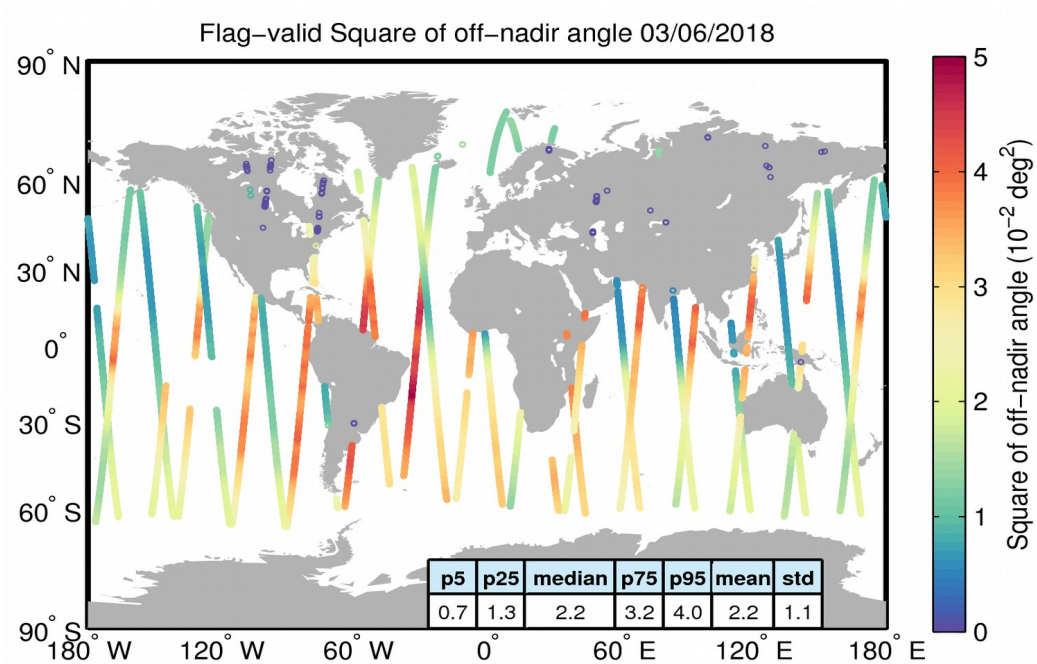 Flag-valid Square of off-nadir angle 03/06/2018
90° N
60° N
30° N
0°
30° S
60° S
90° S
180° W
120° W
60° W
0°
60° E
120° E
180° E
p5 p25 median p75 p95 mean std
0.7 1.3 2.2 3.2 4.0 2.2 1.1
5
4
3
2
1
0
Square of off-nadir angle (10⁻² deg²)